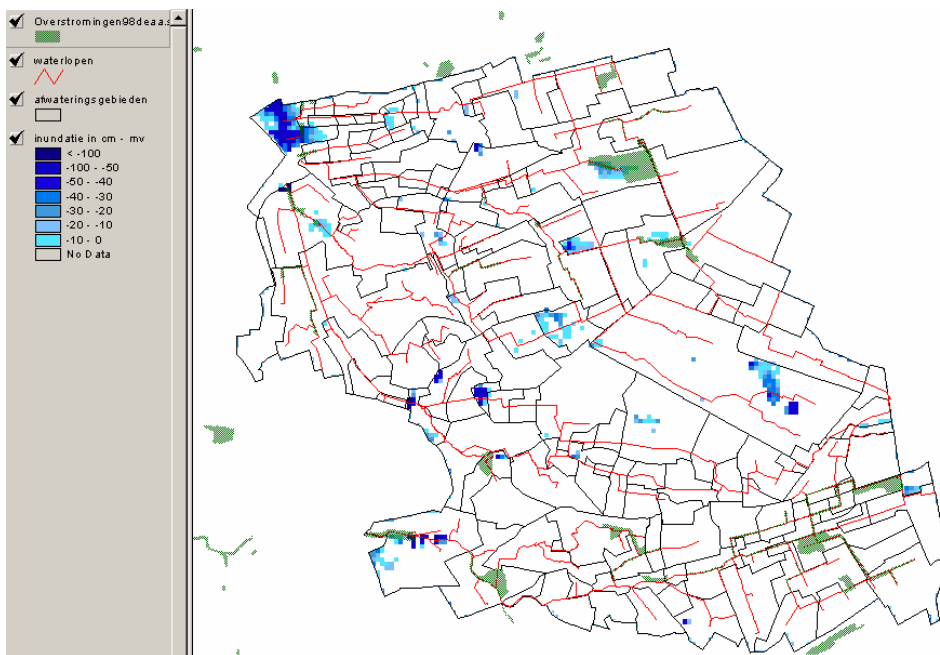 Overstromingen98deaa.s
waterlopen
afwateringsgebieden
inundatie in cm - mv
< -100
-100 - -50
-50 - -40
-40 - -30
-30 - -20
-20 - -10
-10 - 0
No Data